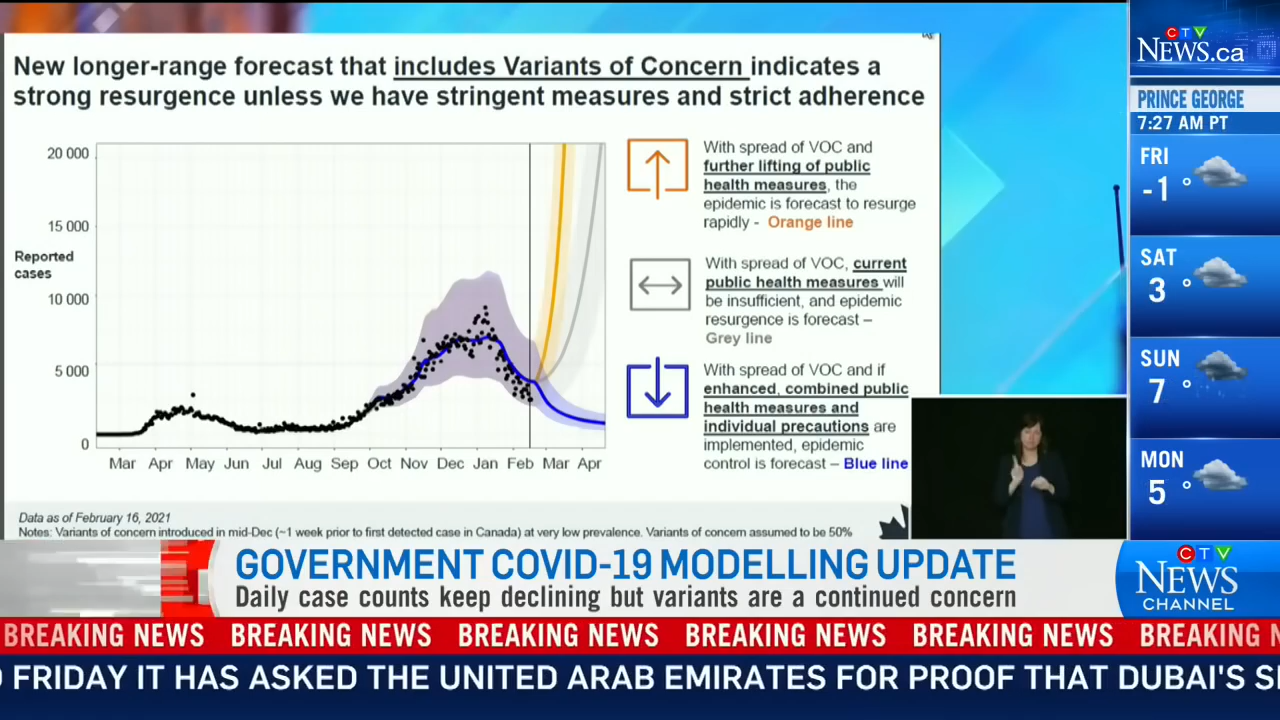 New longer-range forecast that includes Variants of Concern indicates a
strong resurgence unless we have stringent measures and strict adherence
20 000
15 000
10 000
5 000
0
Reported
cases
Mar Apr May Jun Jul Aug Sep Oct Nov Dec Jan Feb Mar Apr
With spread of VOC and
further lifting of public
health measures, the
epidemic is forecast to resurge
rapidly - Orange line
With spread of VOC, current
public health measures will
be insufficient, and epidemic
resurgence is forecast –
Grey line
With spread of VOC and if
enhanced, combined public
health measures and
individual precautions are
implemented, epidemic
control is forecast – Blue line
Data as of February 16, 2021
Notes: Variants of concern introduced in mid-Dec (~1 week prior to first detected case in Canada) at very low prevalence. Variants of concern assumed to be 50%
CTV
NEWS.ca
PRINCE GEORGE
7:27 AM PT
FRI
-1 °
SAT
3 °
SUN
7 °
MON
5 °
GOVERNMENT COVID-19 MODELLING UPDATE
Daily case counts keep declining but variants are a continued concern
CTV
NEWS
CHANNEL
BREAKING NEWS BREAKING NEWS BREAKING NEWS BREAKING NEWS BREAKING NEWS BREAKING N
FRIDAY IT HAS ASKED THE UNITED ARAB EMIRATES FOR PROOF THAT DUBAI'S